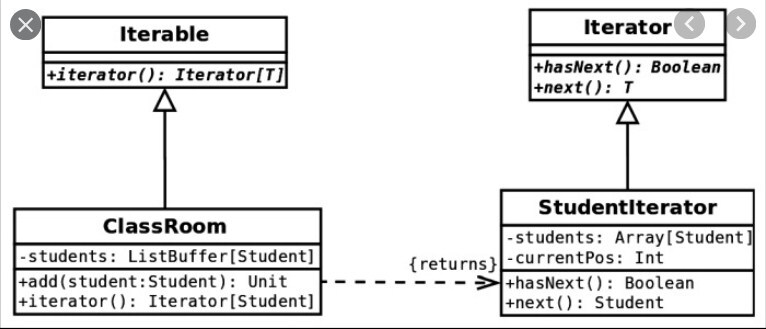 Iterable
+iterator(): Iterator[T]
Iterator
+hasNext(): Boolean
+next(): T
ClassRoom
-students: ListBuffer[Student]
+add(student:Student): Unit
+iterator(): Iterator[Student]
{returns}
StudentIterator
-students: Array[Student]
-currentPos: Int
+hasNext(): Boolean
+next(): Student